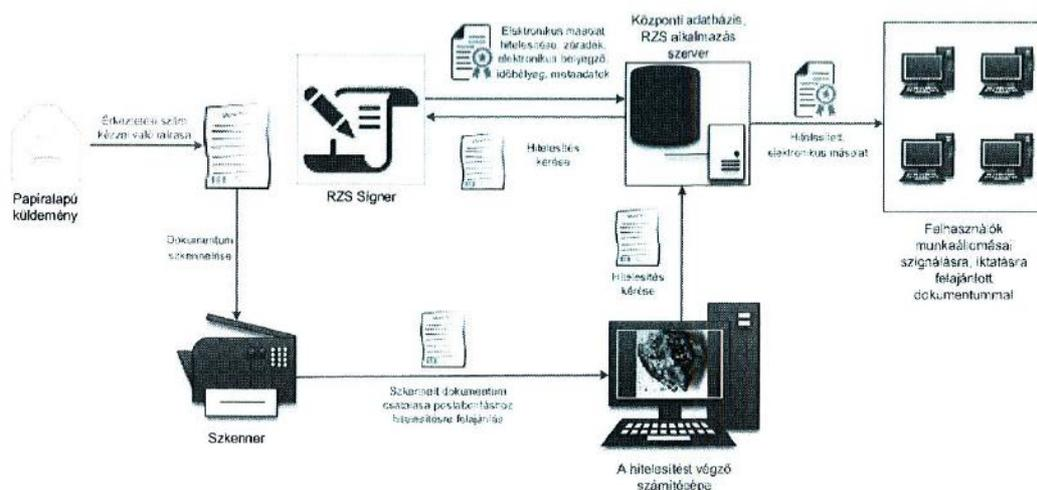 Érkeztetési szám
kézzel való ráírása
Papíralapú
küldemény
Dokumentum
szkennelése
Szkenner
Szkennelt dokumentum
csatolása postabontáshoz
hitelesítésre felajánlás
A hitelesítést végző
számítógépe
Hitelesítés
kérése
RZS Signer
Elektronikus másolat
hitelesítése, záradék,
elektronikus bélyegző,
időbélyeg, metaadatok
Hitelesítés
kérése
Központi adatbázis,
RZS alkalmazás
szerver
Hitelesített
elektronikus másolat
Felhasználók
munkaállomásai
szignálásra, iktatásra
felajánlott
dokumentummal